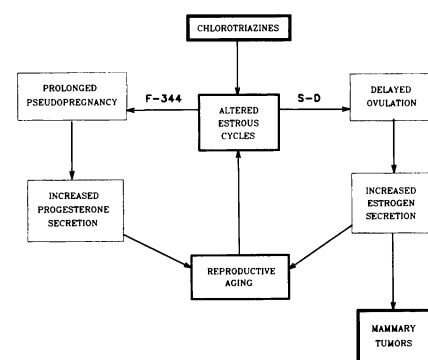 CHLOROTRIAZINES
PROLONGED
PSEUDOPREGNANCY
F-344
ALTERED
ESTROUS
CYCLES
S-D
DELAYED
OVULATION
INCREASED
PROGESTERONE
SECRETION
INCREASED
ESTROGEN
SECRETION
REPRODUCTIVE
AGING
MAMMARY
TUMORS